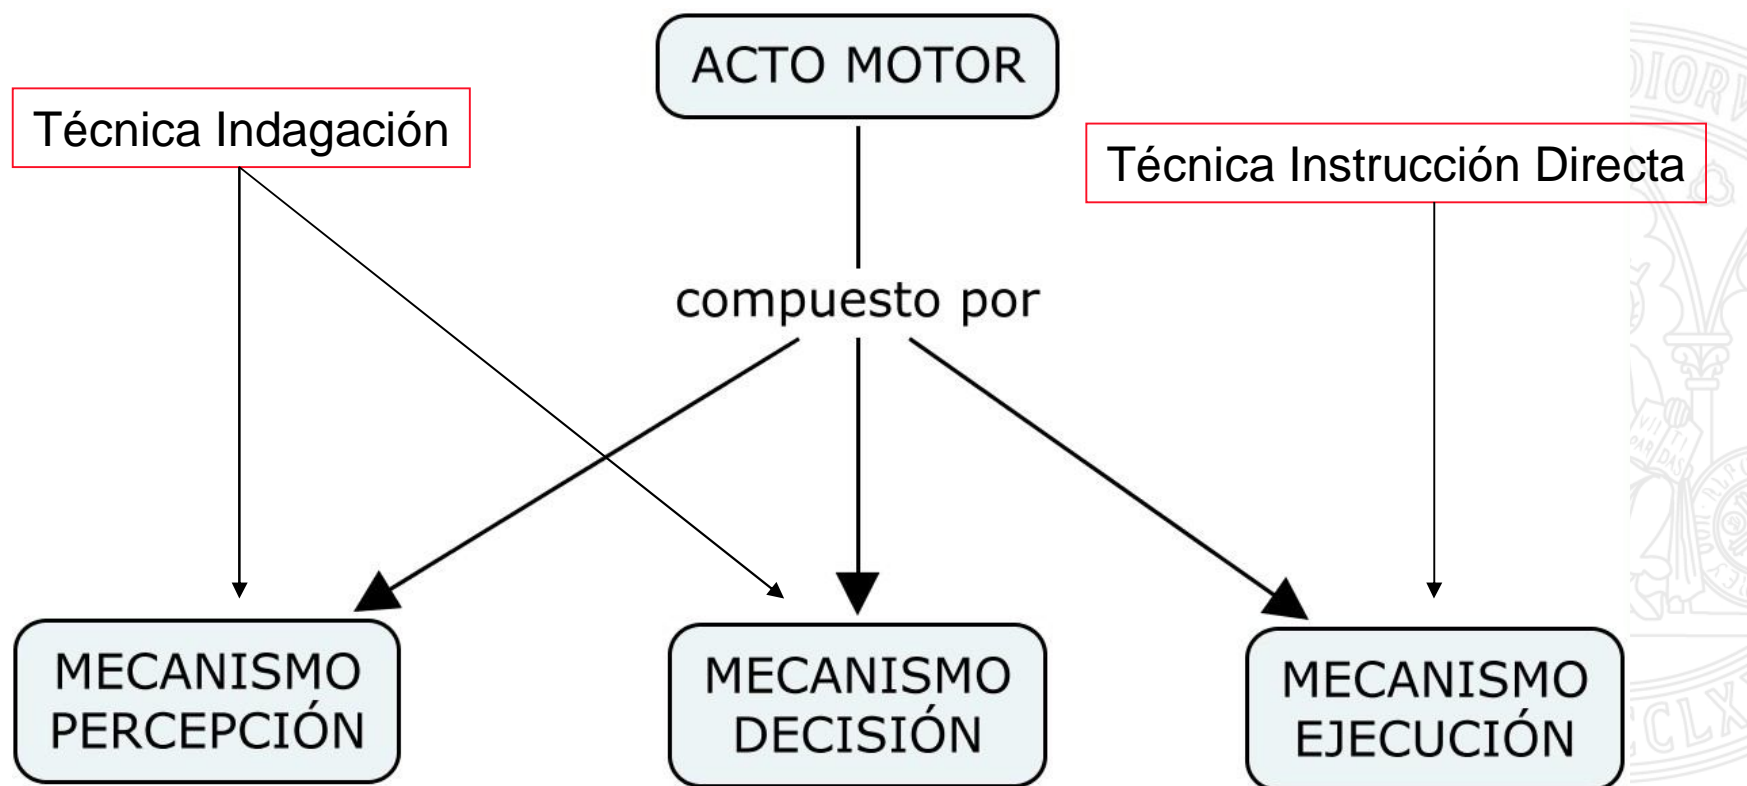 ACTO MOTOR
Técnica Indagación
Técnica Instrucción Directa
compuesto por
MECANISMO
PERCEPCIÓN
MECANISMO
DECISIÓN
MECANISMO
EJECUCIÓN